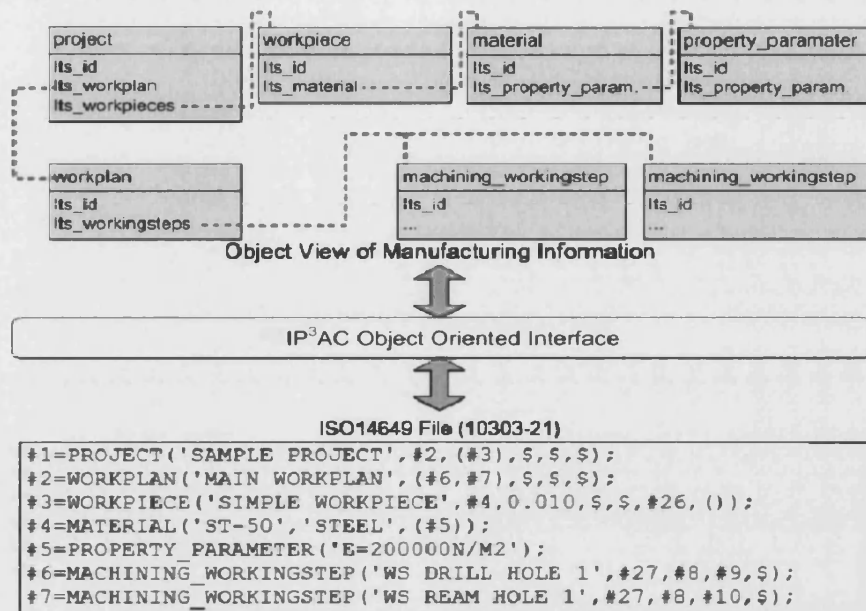 project
Its_id
Its_workplan
Its_workpieces
workpiece
Its_id
Its_material
material
Its_id
Its_property_param.
property_paramater
Its_id
Its_property_param
workplan
Its_id
Its_workingsteps
machining_workingstep
Its_id
...
machining_workingstep
Its_id
...
Object View of Manufacturing Information
IP³AC Object Oriented Interface
ISO14649 File (10303-21)
#1=PROJECT('SAMPLE PROJECT',#2,(#3),$,$,$);
#2=WORKPLAN('MAIN WORKPLAN',(#6,#7),$,$,$);
#3=WORKPIECE('SIMPLE WORKPIECE',#4,0.010,$,$,#26,());
#4=MATERIAL('ST-50','STEEL',(#5));
#5=PROPERTY_PARAMETER('E=200000N/M2');
#6=MACHINING_WORKINGSTEP('WS DRILL HOLE 1',#27,#8,#9,$);
#7=MACHINING_WORKINGSTEP('WS REAM HOLE 1',#27,#8,#10,$);